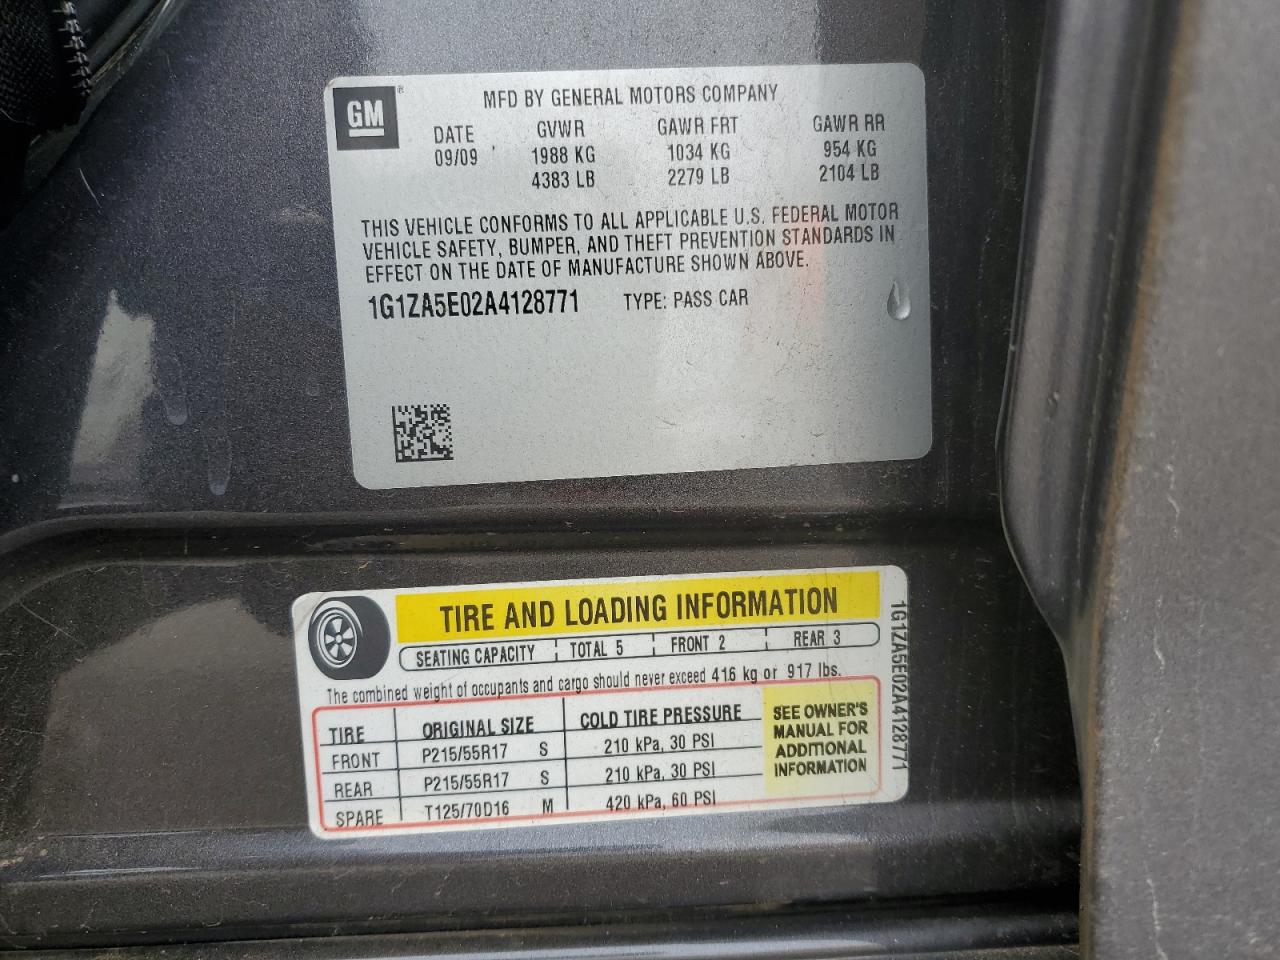 GM®
MFD BY GENERAL MOTORS COMPANY
DATE GVWR GAWR FRT GAWR RR
09/09 1988 KG 1034 KG 954 KG
4383 LB 2279 LB 2104 LB
THIS VEHICLE CONFORMS TO ALL APPLICABLE U.S. FEDERAL MOTOR
VEHICLE SAFETY, BUMPER, AND THEFT PREVENTION STANDARDS IN
EFFECT ON THE DATE OF MANUFACTURE SHOWN ABOVE.
1G1ZA5E02A4128771 TYPE: PASS CAR
TIRE AND LOADING INFORMATION
SEATING CAPACITY TOTAL 5 FRONT 2 REAR 3
The combined weight of occupants and cargo should never exceed 416 kg or 917 lbs.
TIRE ORIGINAL SIZE COLD TIRE PRESSURE
FRONT P215/55R17 S 210 kPa, 30 PSI
REAR P215/55R17 S 210 kPa, 30 PSI
SPARE T125/70D16 M 420 kPa, 60 PSI
SEE OWNER'S
MANUAL FOR
ADDITIONAL
INFORMATION
1G1ZA5E02A4128771